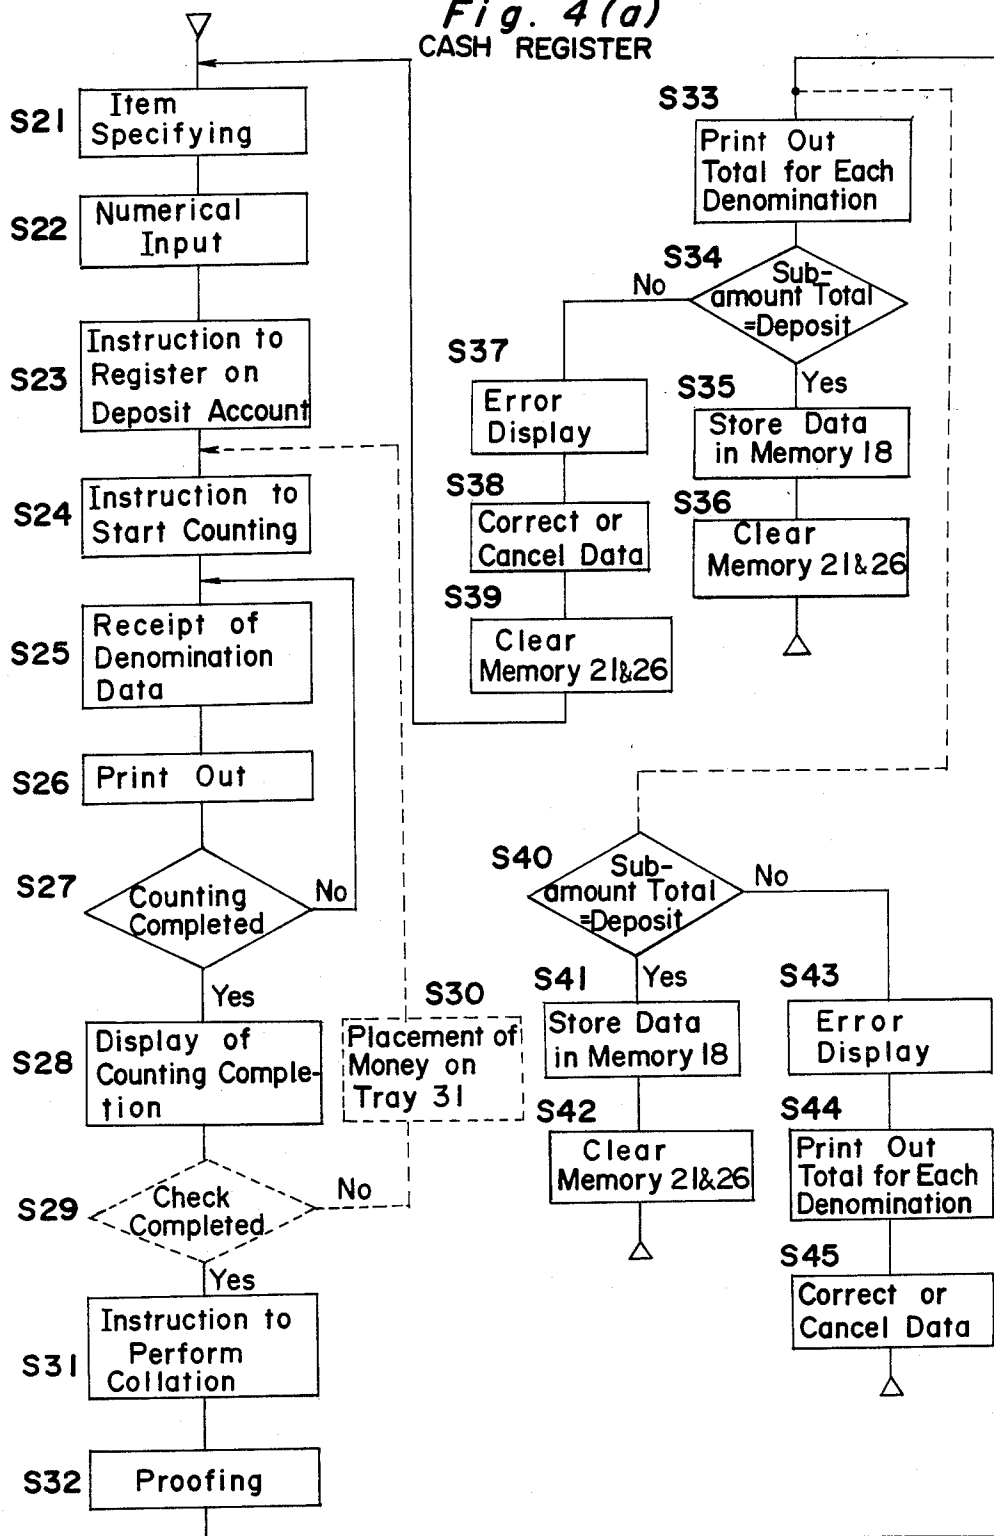 Fig. 4(a)
CASH REGISTER
S21
Item
Specifying
S22
Numerical
Input
S23
Instruction to
Register on
Deposit Account
S24
Instruction to
Start Counting
S25
Receipt of
Denomination
Data
S26
Print Out
S27
Counting
Completed
No
Yes
S28
Display of
Counting Comple-
tion
S29
Check
Completed
No
Yes
S30
Placement of
Money on
Tray 31
S31
Instruction to
Perform
Collation
S32
Proofing
S33
Print Out
Total for Each
Denomination
S34
Sub-
amount Total
=Deposit
No
Yes
S35
Store Data
in Memory 18
S36
Clear
Memory 21&26
S37
Error
Display
S38
Correct or
Cancel Data
S39
Clear
Memory 21&26
S40
Sub-
amount Total
=Deposit
No
Yes
S41
Store Data
in Memory 18
S42
Clear
Memory 21&26
S43
Error
Display
S44
Print Out
Total for Each
Denomination
S45
Correct or
Cancel Data